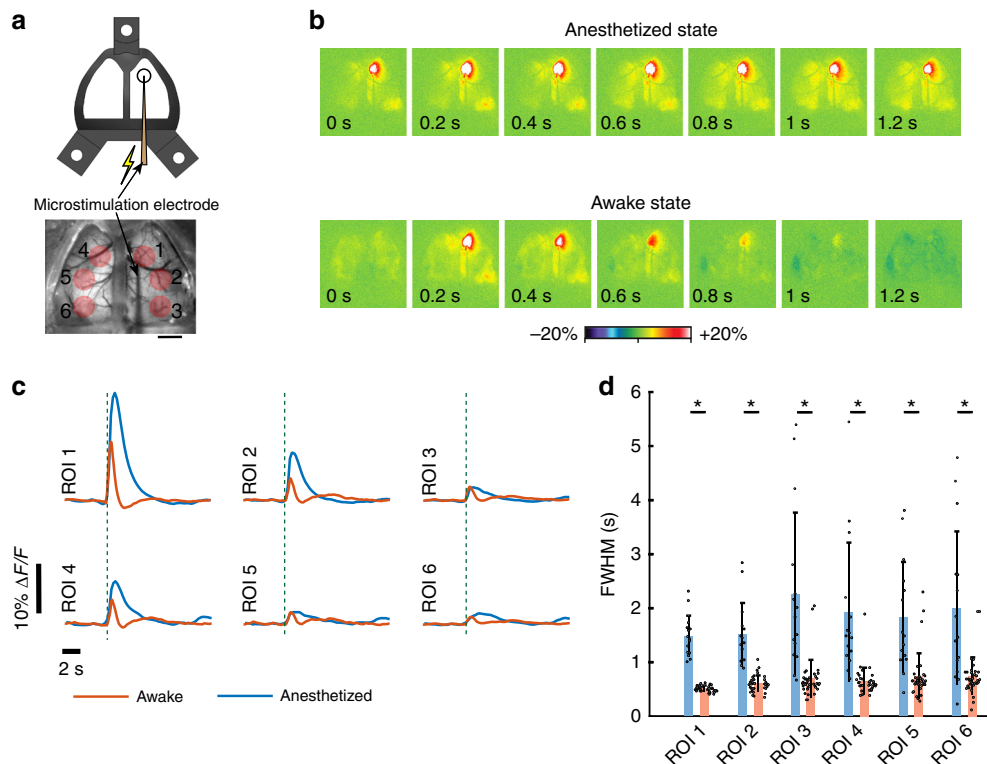 a
Microstimulation electrode
4 1
5 2
6 3
b
Anesthetized state
0 s 0.2 s 0.4 s 0.6 s 0.8 s 1 s 1.2 s
Awake state
0 s 0.2 s 0.4 s 0.6 s 0.8 s 1 s 1.2 s
–20% +20%
c
ROI 1
ROI 2
ROI 3
ROI 4
ROI 5
ROI 6
10% ΔF/F
2 s
Awake Anesthetized
d
* * * * * *
FWHM (s)
6
5
4
3
2
1
0
ROI 1 ROI 2 ROI 3 ROI 4 ROI 5 ROI 6